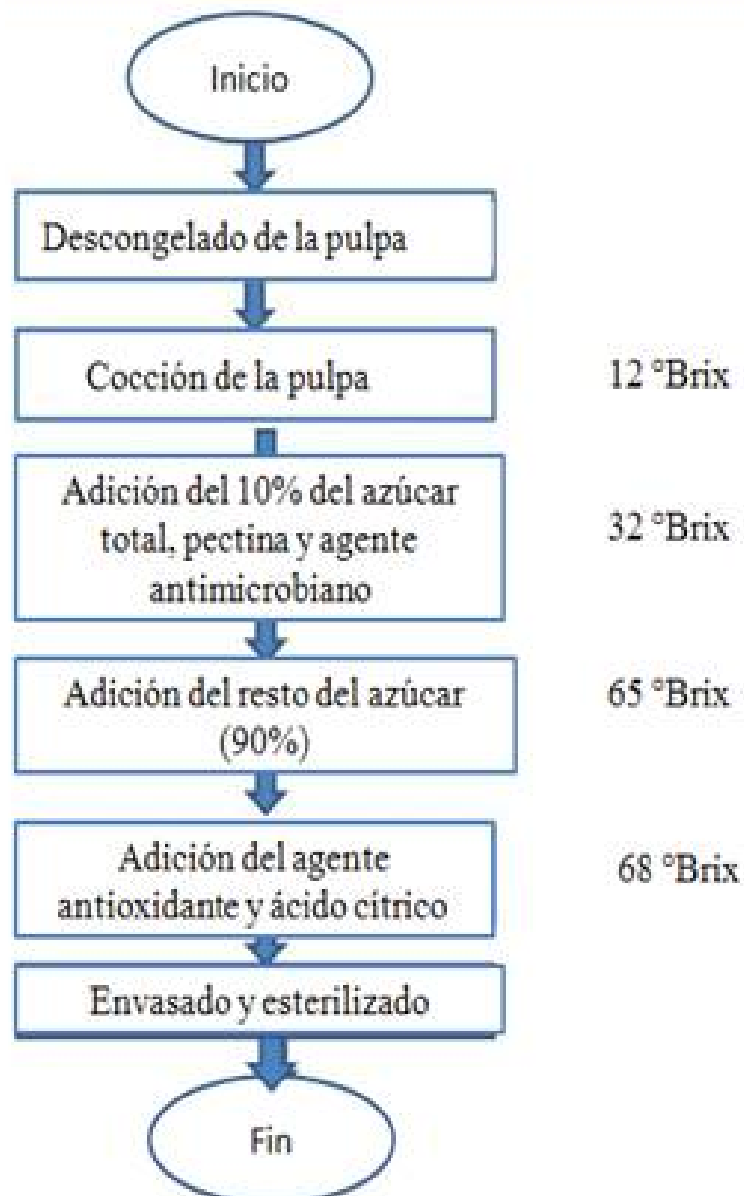 Inicio
Descongelado de la pulpa
Cocción de la pulpa
12 °Brix
Adición del 10% del azúcar
total, pectina y agente
antimicrobiano
32 °Brix
Adición del resto del azúcar
(90%)
65 °Brix
Adición del agente
antioxidante y ácido cítrico
68 °Brix
Envasado y esterilizado
Fin